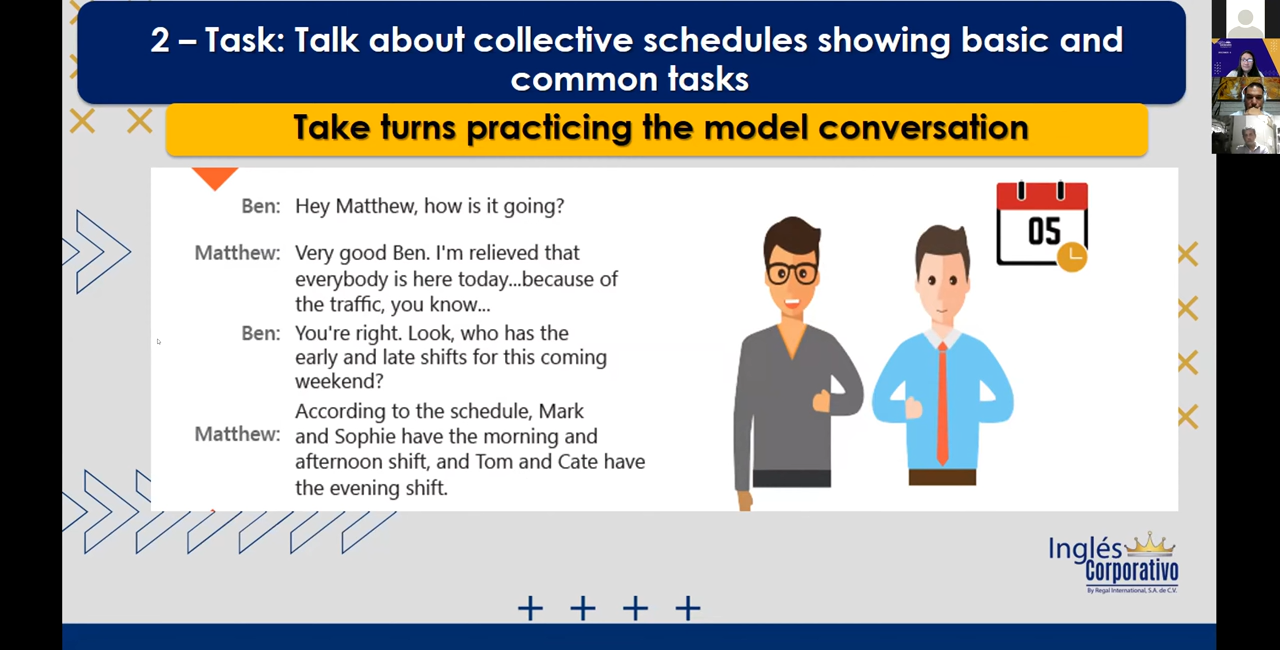 2 – Task: Talk about collective schedules showing basic and
common tasks
Take turns practicing the model conversation
Ben: Hey Matthew, how is it going?
Matthew: Very good Ben. I'm relieved that
everybody is here today...because of
the traffic, you know...
Ben: You're right. Look, who has the
early and late shifts for this coming
weekend?
According to the schedule, Mark
Matthew: and Sophie have the morning and
afternoon shift, and Tom and Cate have
the evening shift.
05
Inglés
Corporativo
By Regal International, S.A. de C.V.